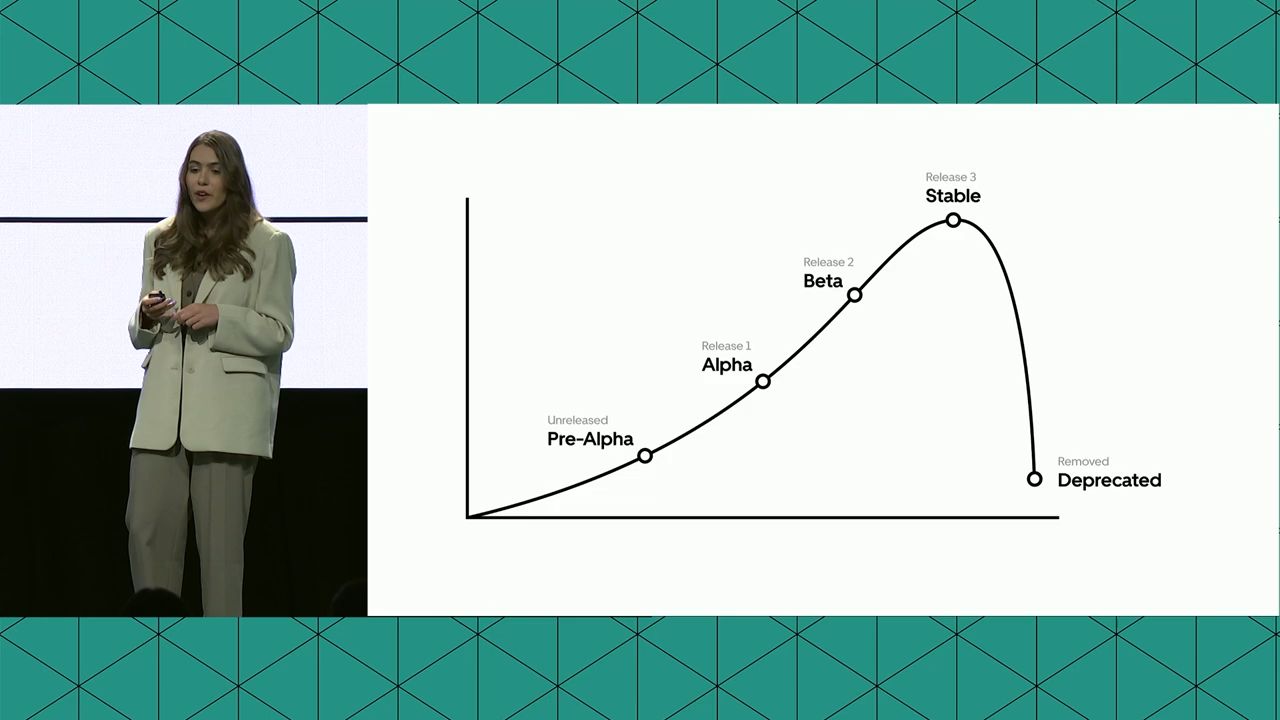 Release 3
Stable
Release 2
Beta
Release 1
Alpha
Unreleased
Pre-Alpha
Removed
Deprecated